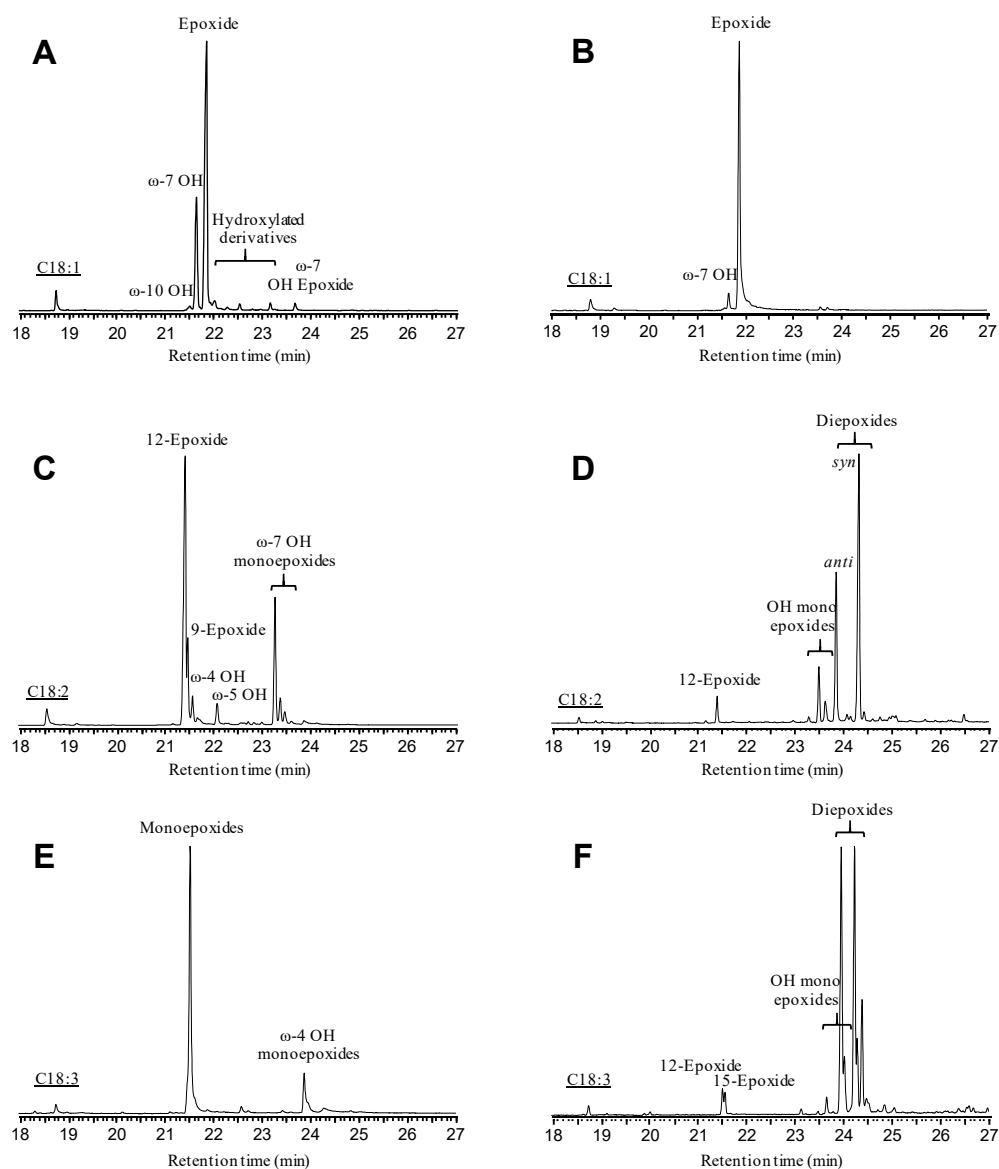 A
Epoxide
ω-7 OH
Hydroxylated
derivatives
C18:1
ω-10 OH
ω-7
OH Epoxide
18 19 20 21 22 23 24 25 26 27
Retention time (min)
B
Epoxide
C18:1
ω-7 OH
18 19 20 21 22 23 24 25 26 27
Retention time (min)
C
12-Epoxide
ω-7 OH
monoepoxides
9-Epoxide
ω-4 OH
C18:2
ω-5 OH
18 19 20 21 22 23 24 25 26 27
Retention time (min)
D
Diepoxides
syn
anti
OH mono
epoxides
12-Epoxide
C18:2
18 19 20 21 22 23 24 25 26 27
Retention time (min)
E
Monoepoxides
ω-4 OH
monoepoxides
C18:3
18 19 20 21 22 23 24 25 26 27
Retention time (min)
F
Diepoxides
OH mono
epoxides
12-Epoxide
15-Epoxide
C18:3
18 19 20 21 22 23 24 25 26 27
Retention time (min)